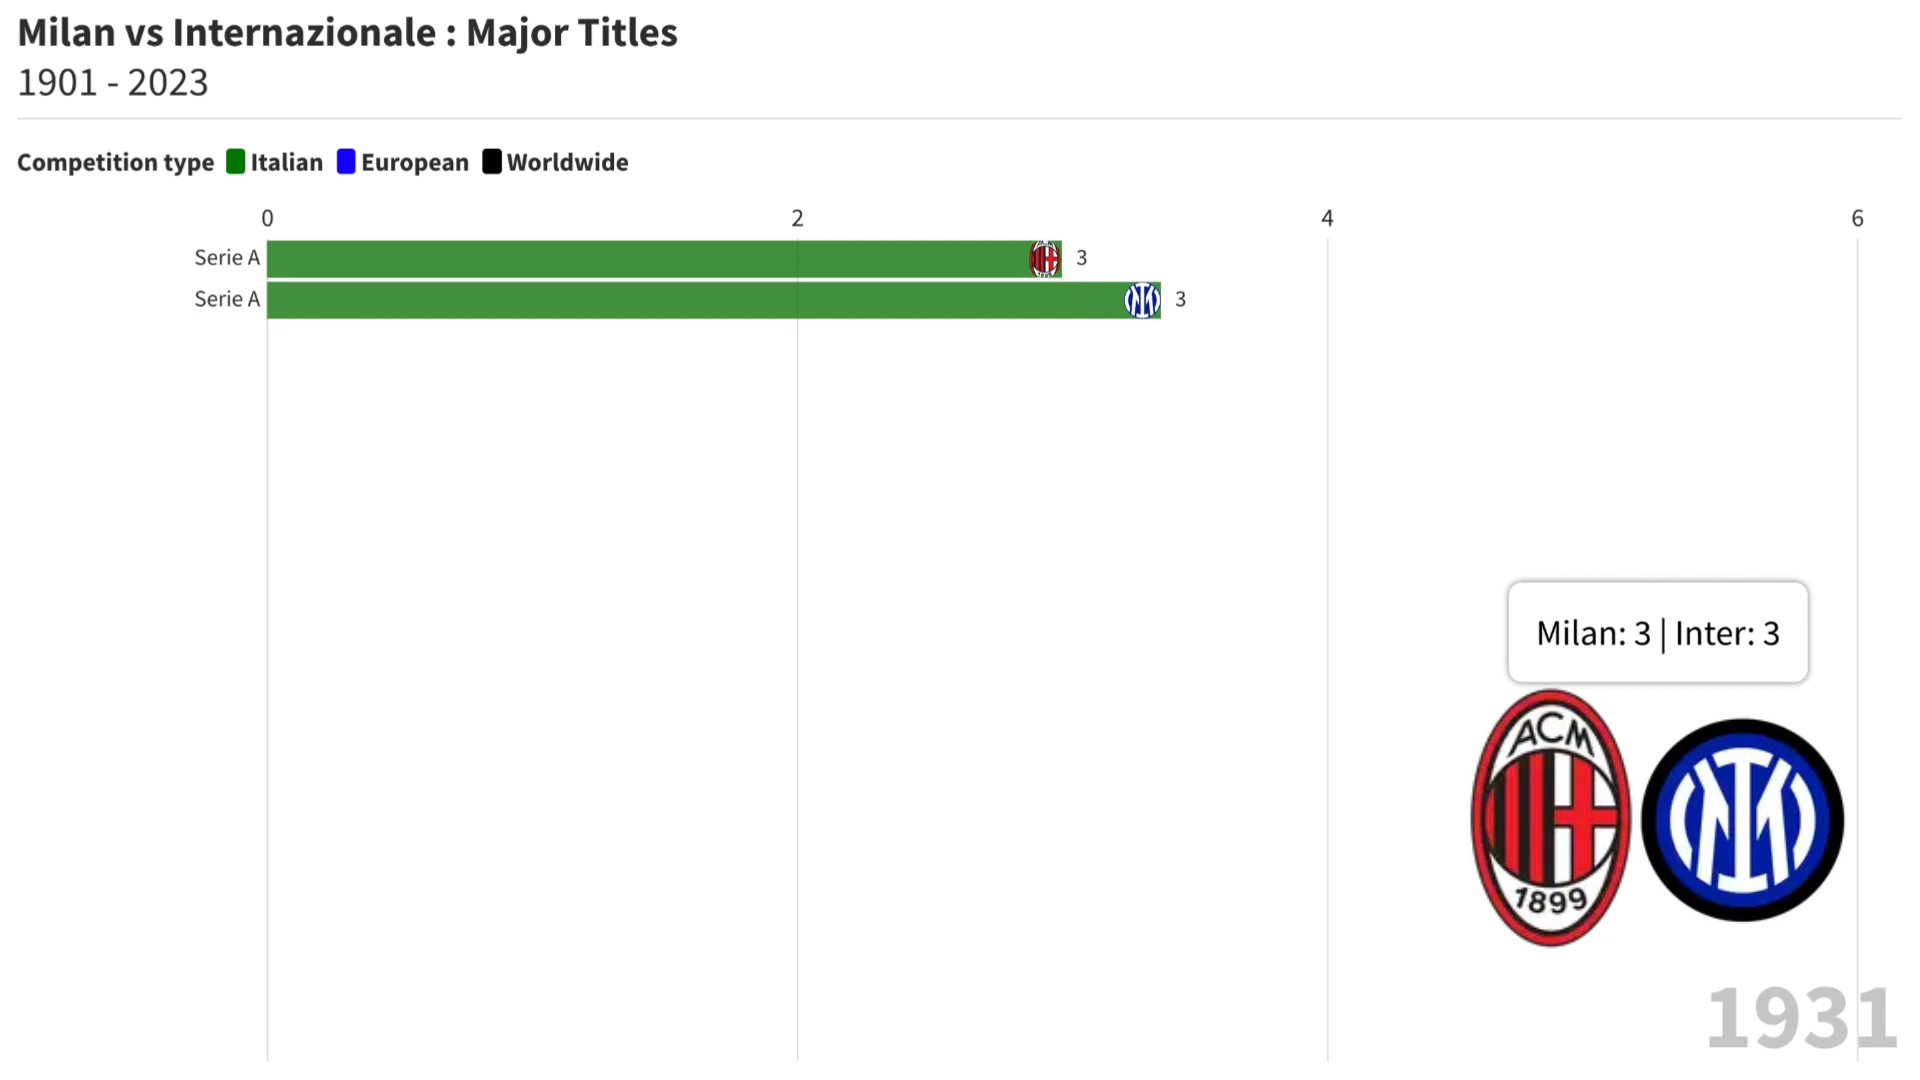 Milan vs Internazionale : Major Titles
1901 - 2023
Competition type Italian European Worldwide
0 2 4 6
Serie A 3
Serie A 3
Milan: 3 | Inter: 3
ACM
1899
1931